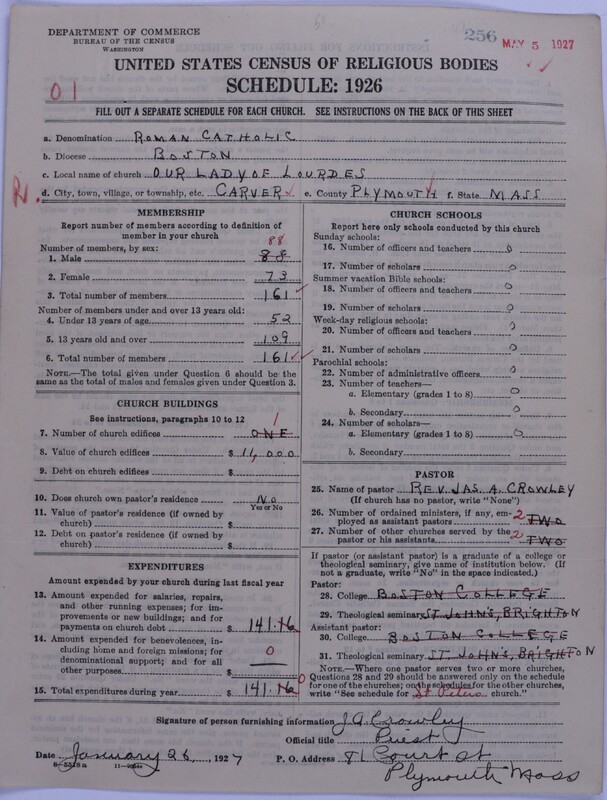 DEPARTMENT OF COMMERCE
BUREAU OF THE CENSUS
WASHINGTON
256
MAY 5 1927
UNITED STATES CENSUS OF RELIGIOUS BODIES
SCHEDULE: 1926
01
FILL OUT A SEPARATE SCHEDULE FOR EACH CHURCH. SEE INSTRUCTIONS ON THE BACK OF THIS SHEET
a. Denomination ROMAN CATHOLIC
b. Diocese BOSTON
c. Local name of church OUR LADY OF LOURDES
R. d. City, town, village, or township, etc. CARVER e. County PLYMOUTH f. State MASS
MEMBERSHIP
Report number of members according to definition of member in your church
Number of members, by sex:
88
1. Male 88
2. Female 73
3. Total number of members 161
Number of members under and over 13 years old:
4. Under 13 years of age 52
5. 13 years old and over 109
6. Total number of members 161
NOTE.—The total given under Question 6 should be the
same as the total of males and females given under Question 3.
CHURCH BUILDINGS
See instructions, paragraphs 10 to 12
1
7. Number of church edifices ONE
8. Value of church edifices $ 11,000
9. Debt on church edifices $
10. Does church own pastor's residence No
Yes or No
11. Value of pastor's residence (if owned by
church) $
12. Debt on pastor's residence (if owned by
church) $
EXPENDITURES
Amount expended by your church during last fiscal year
13. Amount expended for salaries, repairs,
and other running expenses; for im-
provements or new buildings; and for
payments on church debt $ 141.16
14. Amount expended for benevolences, in-
cluding home and foreign missions; for
denominational support; and for all
other purposes $ 0
15. Total expenditures during year $ 141.16
CHURCH SCHOOLS
Report here only schools conducted by this church
Sunday schools:
16. Number of officers and teachers 0
17. Number of scholars 0
Summer vacation Bible schools:
18. Number of officers and teachers 0
19. Number of scholars 0
Week-day religious schools:
20. Number of officers and teachers 0
21. Number of scholars 0
Parochial schools:
22. Number of administrative officers 0
23. Number of teachers—
a. Elementary (grades 1 to 8) 0
b. Secondary 0
24. Number of scholars—
a. Elementary (grades 1 to 8) 0
b. Secondary
PASTOR
25. Name of pastor REV. JAS. A. CROWLEY
(If church has no pastor, write "None")
26. Number of ordained ministers, if any, em-
ployed as assistant pastors 2 TWO
27. Number of other churches served by the
pastor or his assistants 2 TWO
If pastor (or assistant pastor) is a graduate of a college or
theological seminary, give name of institution below. (If
not a graduate, write "No" in the space indicated.)
Pastor:
28. College BOSTON COLLEGE
29. Theological seminary ST JOHN'S, BRIGHTON
Assistant pastor:
30. College BOSTON COLLEGE
31. Theological seminary ST. JOHN'S, BRIGHTON
NOTE.—Where one pastor serves two or more churches,
Questions 28 and 29 should be answered only on the schedule
for one of the churches; on the schedules for the other churches,
write "See schedule for St Peters church."
Signature of person furnishing information J.A. Crowley
Official title Priest
Date January 26, 1927 P. O. Address 81 Court st
Plymouth Mass